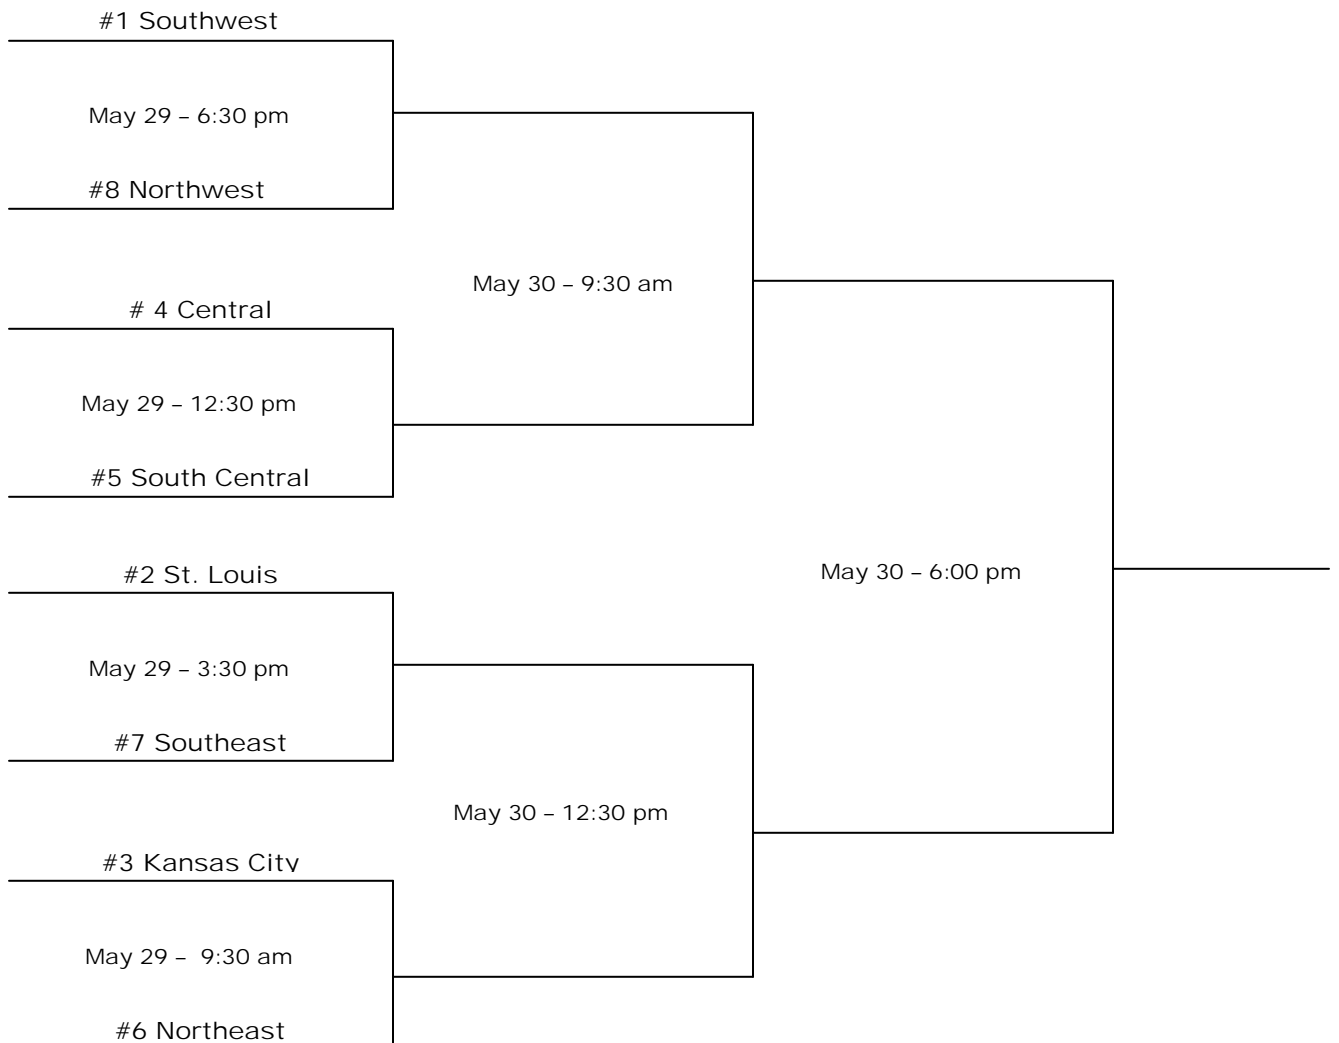 #1 Southwest
May 29 – 6:30 pm
#8 Northwest
May 30 – 9:30 am
# 4 Central
May 29 – 12:30 pm
#5 South Central
#2 St. Louis
May 30 – 6:00 pm
May 29 – 3:30 pm
#7 Southeast
May 30 – 12:30 pm
#3 Kansas City
May 29 –  9:30 am
#6 Northeast